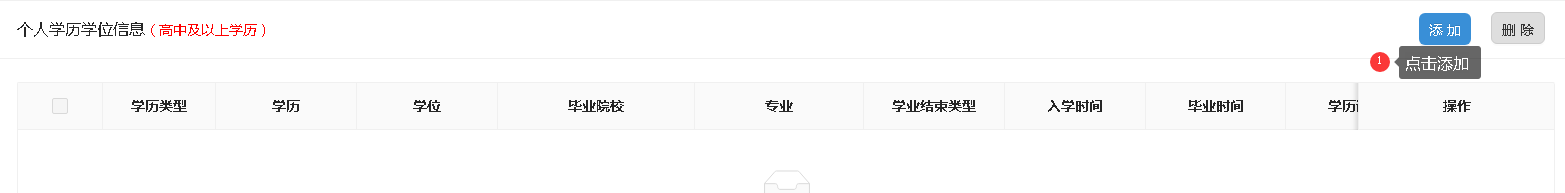 个人学历学位信息（高中及以上学历） 添 加 删 除
1 点击添加
学历类型 学历 学位 毕业院校 专业 学业结束类型 入学时间 毕业时间 学历 操作